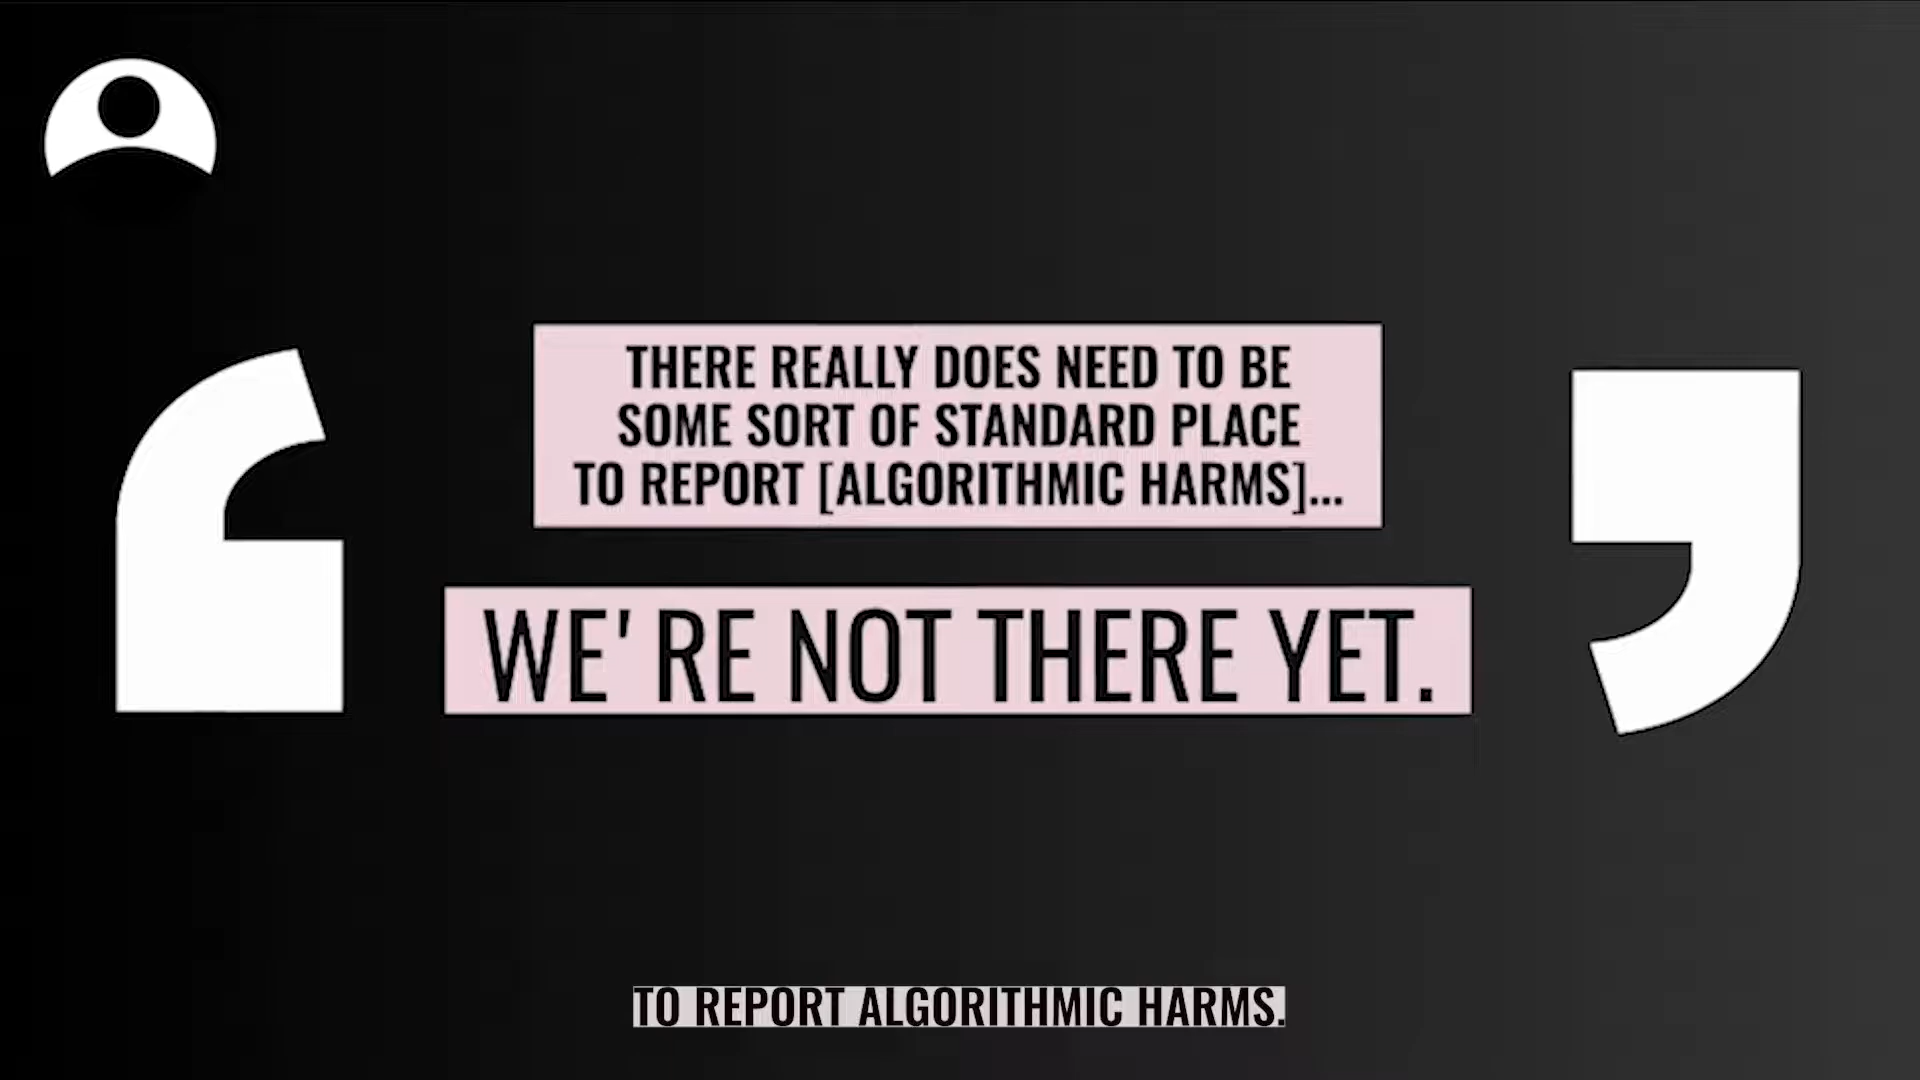 THERE REALLY DOES NEED TO BE
SOME SORT OF STANDARD PLACE
TO REPORT [ALGORITHMIC HARMS]...
WE'RE NOT THERE YET.
TO REPORT ALGORITHMIC HARMS.